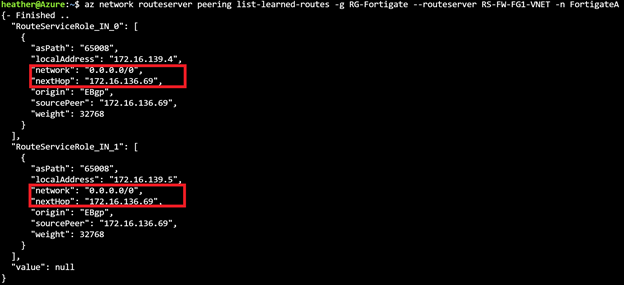 heather@Azure:~$ az network routeserver peering list-learned-routes -g RG-Fortigate --routeserver RS-FW-FG1-VNET -n FortigateA
{- Finished ..
  "RouteServiceRole_IN_0": [
    {
      "asPath": "65008",
      "localAddress": "172.16.139.4",
      "network": "0.0.0.0/0",
      "nextHop": "172.16.136.69",
      "origin": "EBgp",
      "sourcePeer": "172.16.136.69",
      "weight": 32768
    }
  ],
  "RouteServiceRole_IN_1": [
    {
      "asPath": "65008",
      "localAddress": "172.16.139.5",
      "network": "0.0.0.0/0",
      "nextHop": "172.16.136.69",
      "origin": "EBgp",
      "sourcePeer": "172.16.136.69",
      "weight": 32768
    }
  ],
  "value": null
}